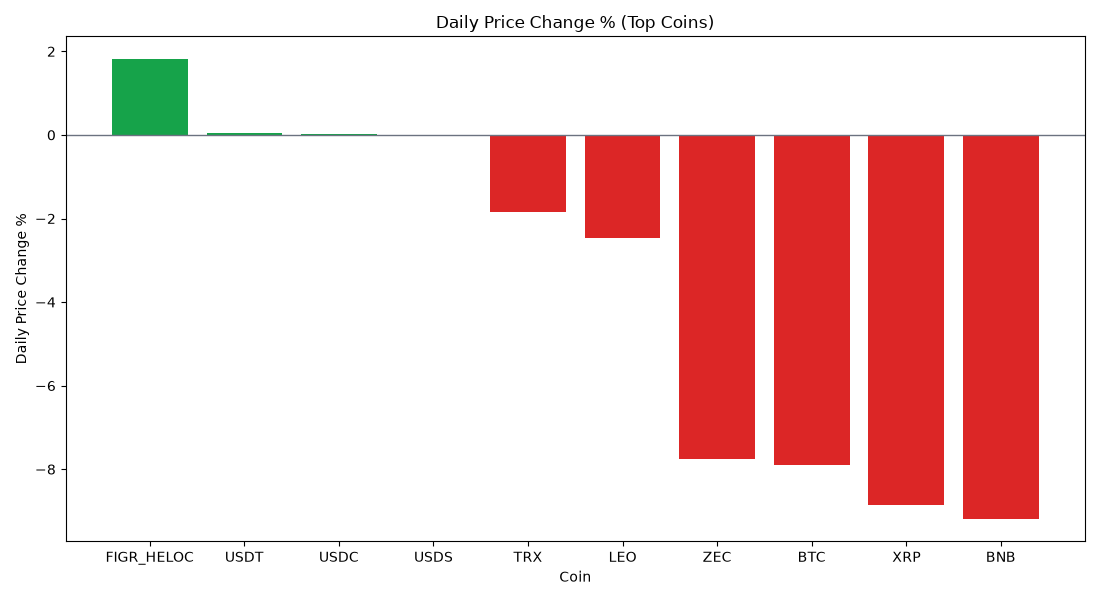 Daily Price Change % (Top Coins)
Daily Price Change %
2
0
−2
−4
−6
−8
FIGR_HELOC USDT USDC USDS TRX LEO ZEC BTC XRP BNB
Coin